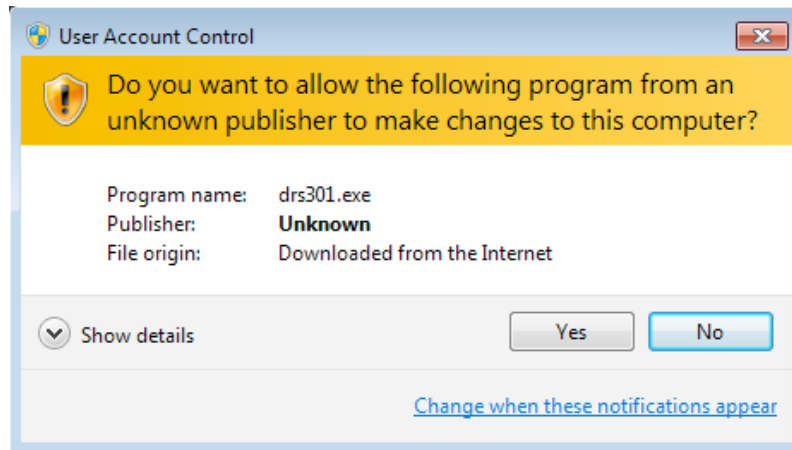 User Account Control
Do you want to allow the following program from an
unknown publisher to make changes to this computer?
Program name: drs301.exe
Publisher: Unknown
File origin: Downloaded from the Internet
Show details
Yes No
Change when these notifications appear